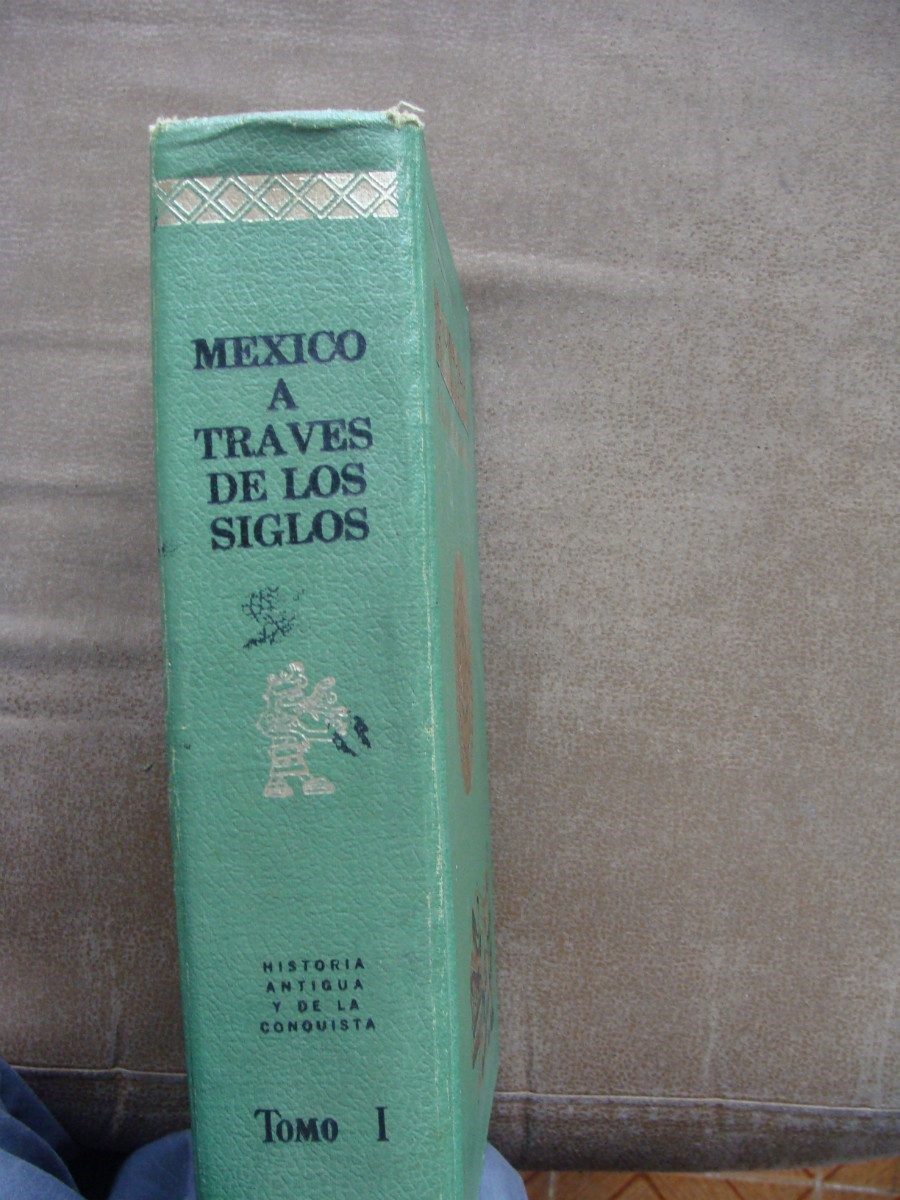 MEXICO
A
TRAVES
DE LOS
SIGLOS
HISTORIA
ANTIGUA
Y DE LA
CONQUISTA
TOMO I